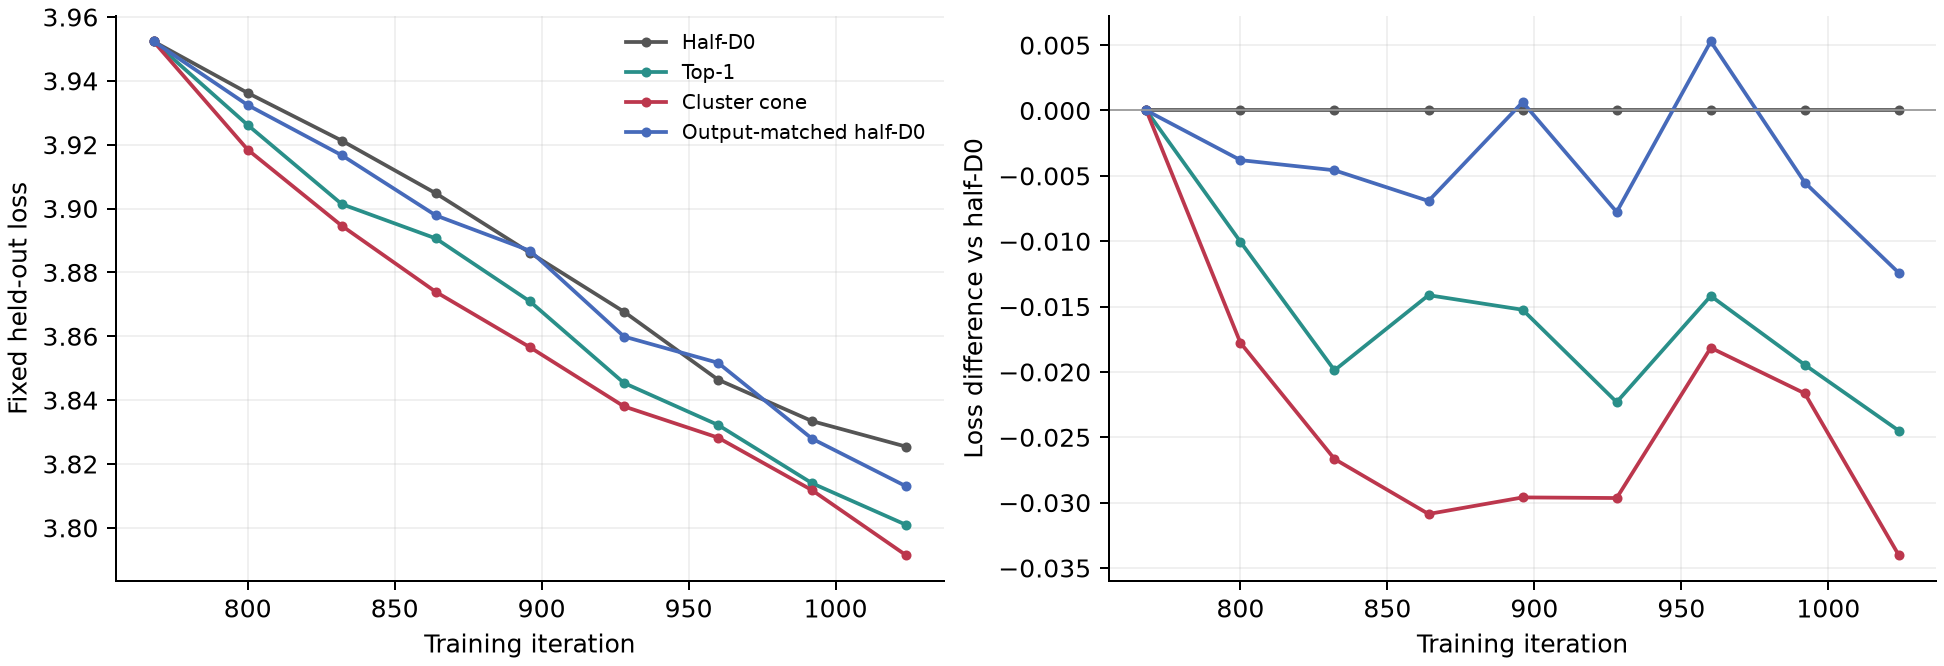 3.96
3.94
3.92
3.90
3.88
3.86
3.84
3.82
3.80
Fixed held-out loss
Half-D0
Top-1
Cluster cone
Output-matched half-D0
800 850 900 950 1000
Training iteration
0.005
0.000
−0.005
−0.010
−0.015
−0.020
−0.025
−0.030
−0.035
Loss difference vs half-D0
800 850 900 950 1000
Training iteration